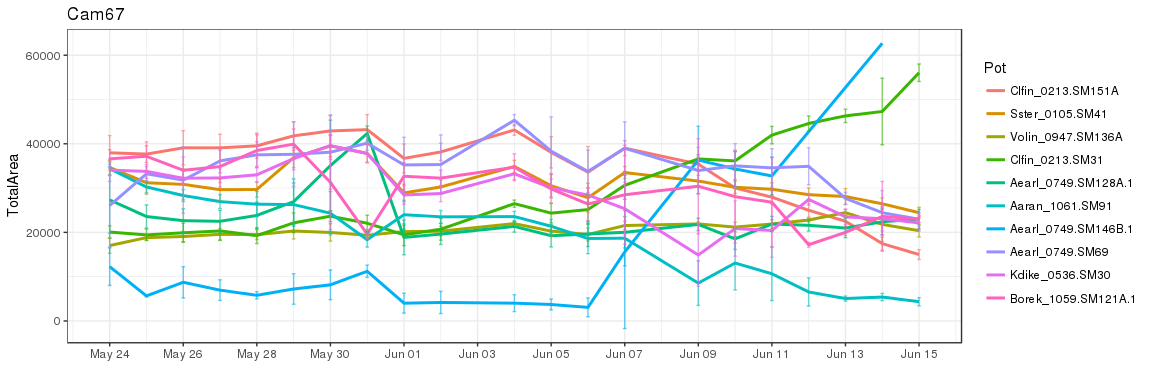 Cam67
TotalArea
60000
40000
20000
0
May 24 May 26 May 28 May 30 Jun 01 Jun 03 Jun 05 Jun 07 Jun 09 Jun 11 Jun 13 Jun 15
Pot
Clfin_0213.SM151A
Sster_0105.SM41
Volin_0947.SM136A
Clfin_0213.SM31
Aearl_0749.SM128A.1
Aaran_1061.SM91
Aearl_0749.SM146B.1
Aearl_0749.SM69
Kdike_0536.SM30
Borek_1059.SM121A.1